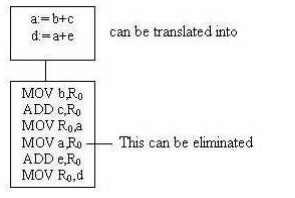 a:= b+c
d:= a+e
can be translated into
MOV b,R0
ADD c,R0
MOV R0,a
MOV a,R0
This can be eliminated
ADD e,R0
MOV R0,d